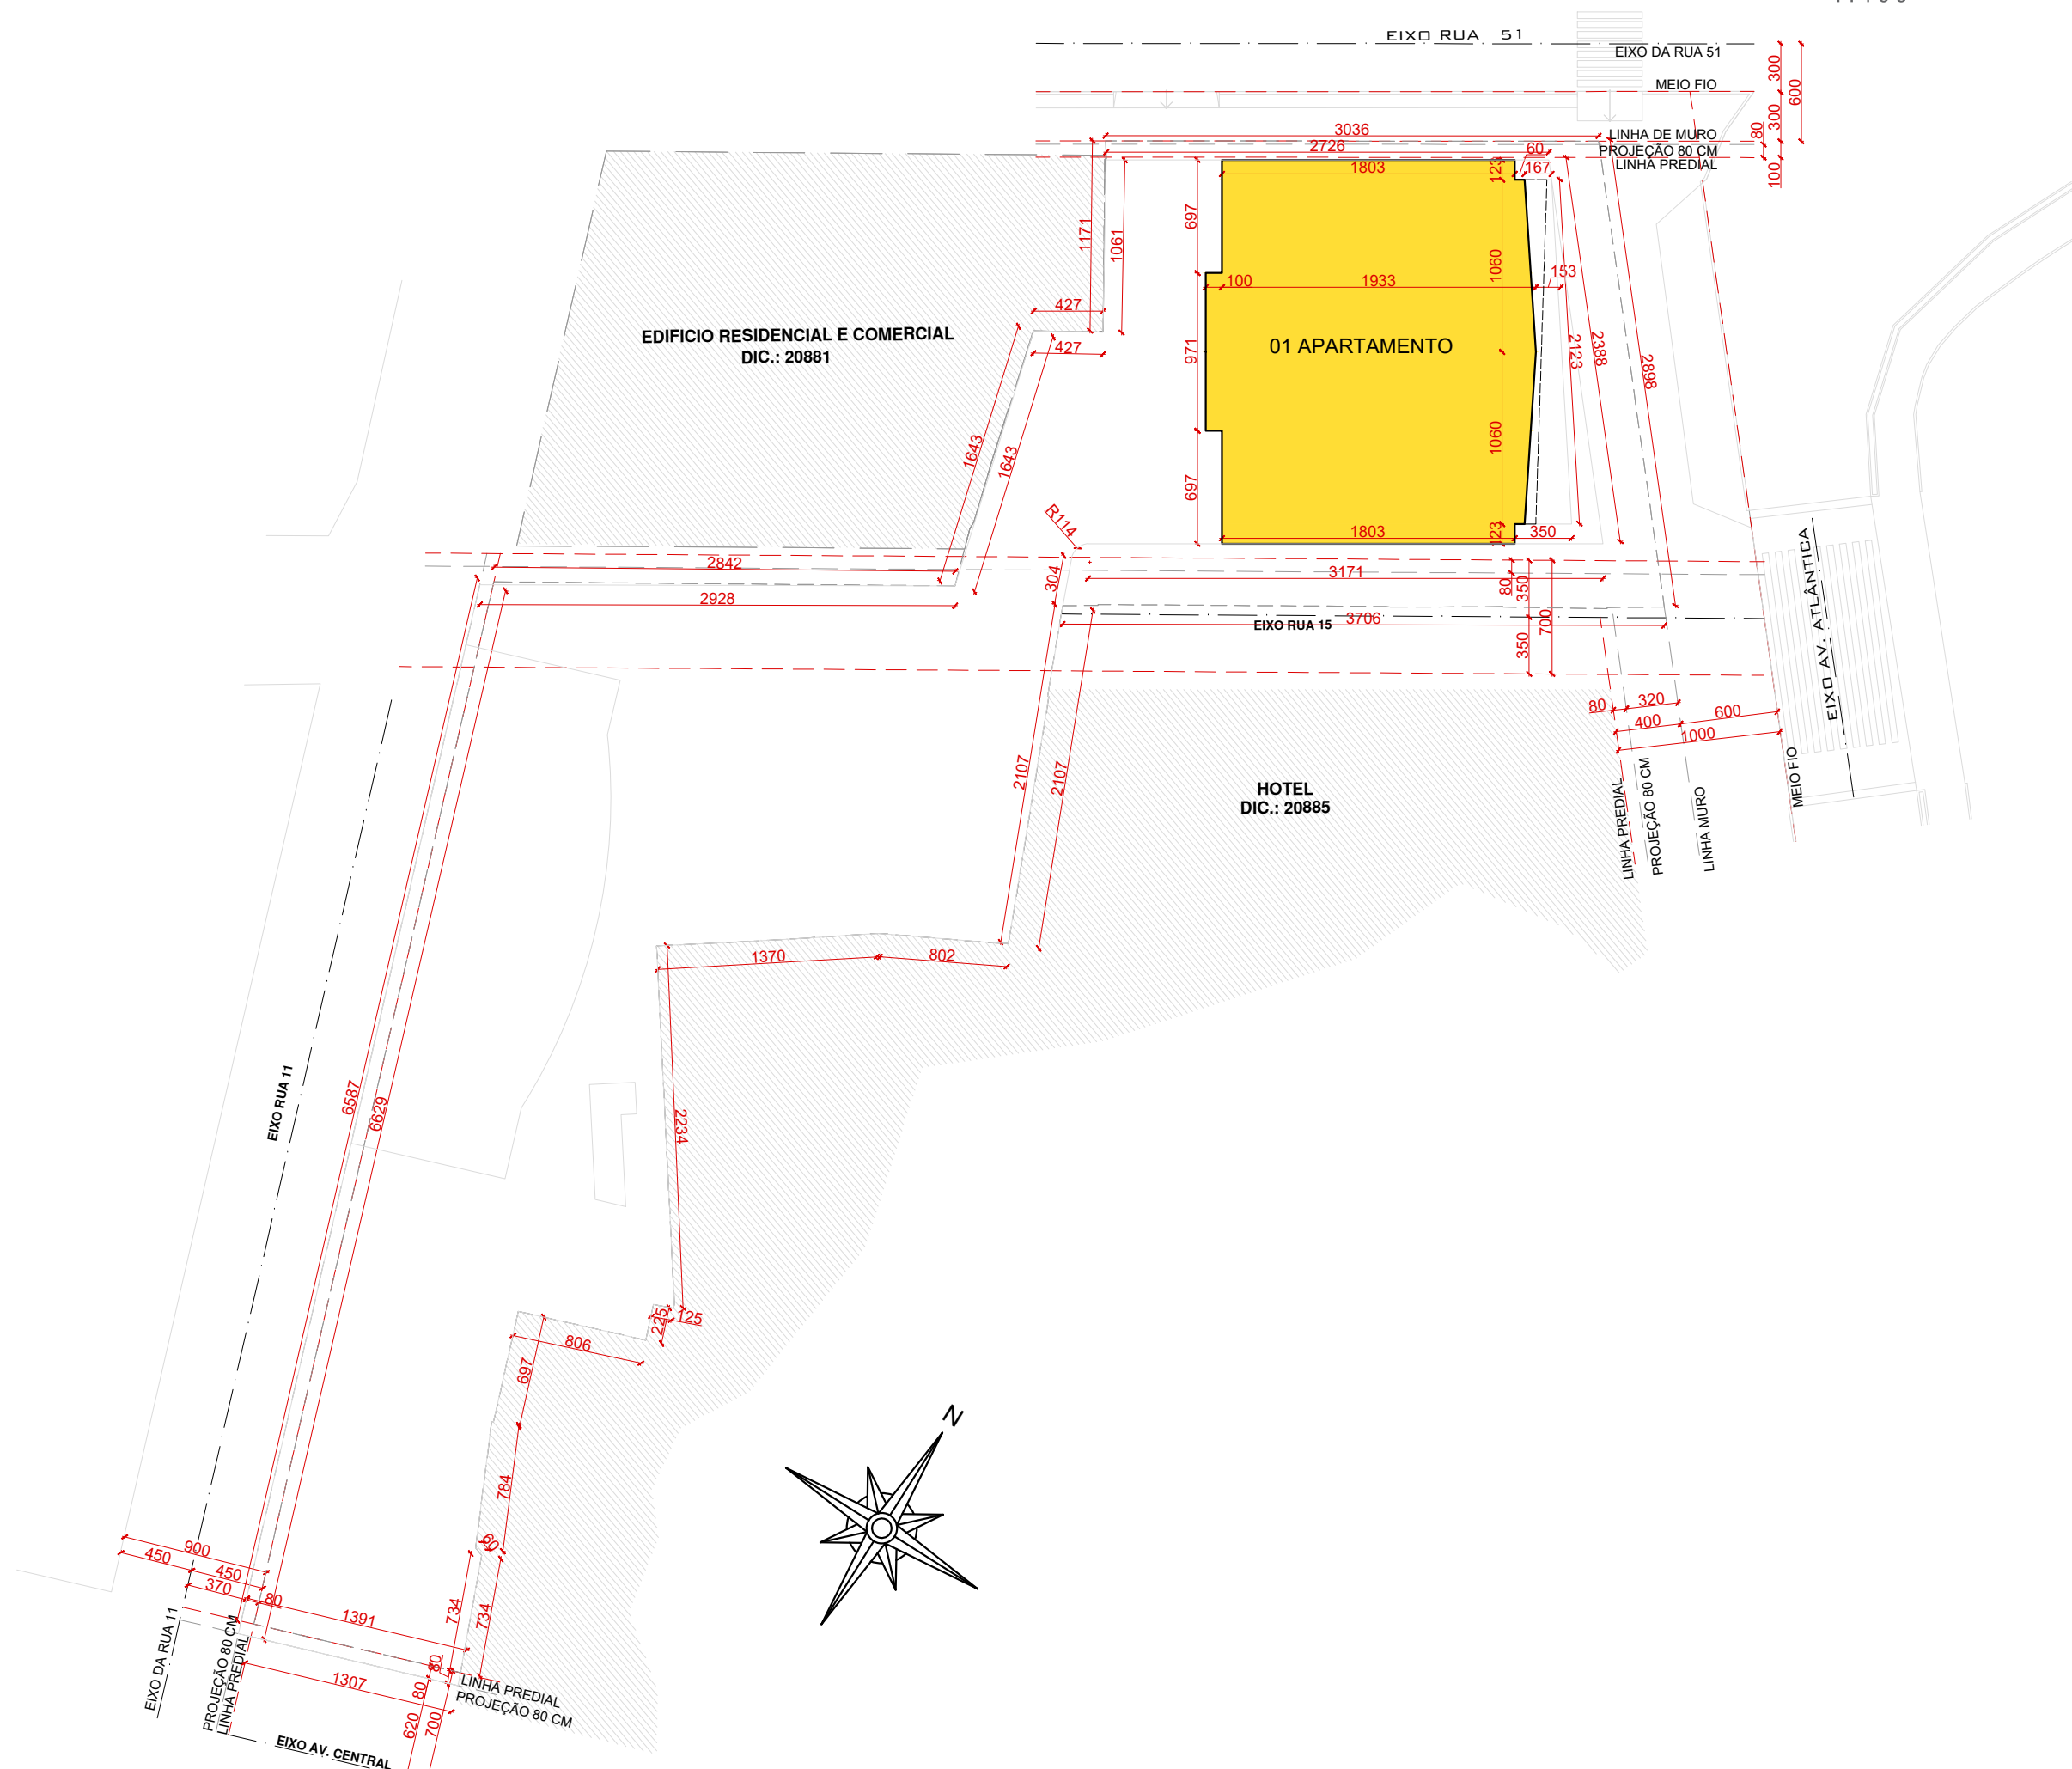 EIXO RUA 51
EIXO DA RUA 51
MEIO FIO
300
300
600
80
100
LINHA DE MURO
PROJEÇÃO 80 CM
LINHA PREDIAL
3036
2726
60
1803
123
167
697
1171
1061
1060
153
100
1933
427
427
EDIFICIO RESIDENCIAL E COMERCIAL
DIC.: 20881
01 APARTAMENTO
971
2123
2388
2898
1643
1643
1060
697
R114
1803
123
350
2842
2928
304
3171
80
350
700
350
EIXO RUA 15
3706
EIXO AV. ATLÂNTICA
80
320
400
600
1000
MEIO FIO
LINHA PREDIAL
PROJEÇÃO 80 CM
LINHA MURO
HOTEL
DIC.: 20885
2107
2107
1370
802
EIXO RUA 11
6587
6629
2234
225
125
806
697
784
60
N
900
450
450
370
80
1391
734
734
EIXO DA RUA 11
PROJEÇÃO 80 CM
LINHA PREDIAL
1307
80
80
620
700
LINHA PREDIAL
PROJEÇÃO 80 CM
EIXO AV. CENTRAL